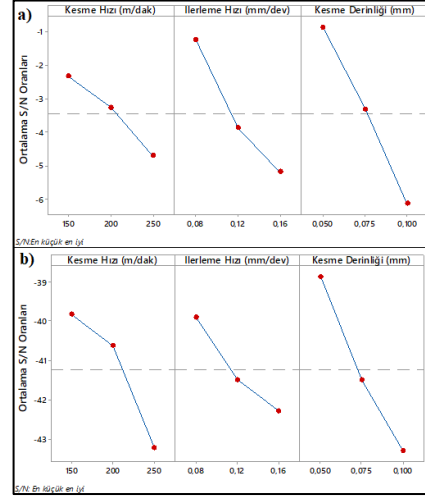 a)
Kesme Hızı (m/dak) Ilerleme Hızı (mm/dev) Kesme Derinliği (mm)
Ortalama S/N Oranları
-1
-2
-3
-4
-5
-6
150 200 250 0,08 0,12 0,16 0,050 0,075 0,100
S/N:En küçük en iyi
b)
Kesme Hızı (m/dak) Ilerleme Hızı (mm/dev) Kesme Derinliği (mm)
Ortalama S/N Oranları
-39
-40
-41
-42
-43
150 200 250 0,08 0,12 0,16 0,050 0,075 0,100
S/N: En küçük en iyi